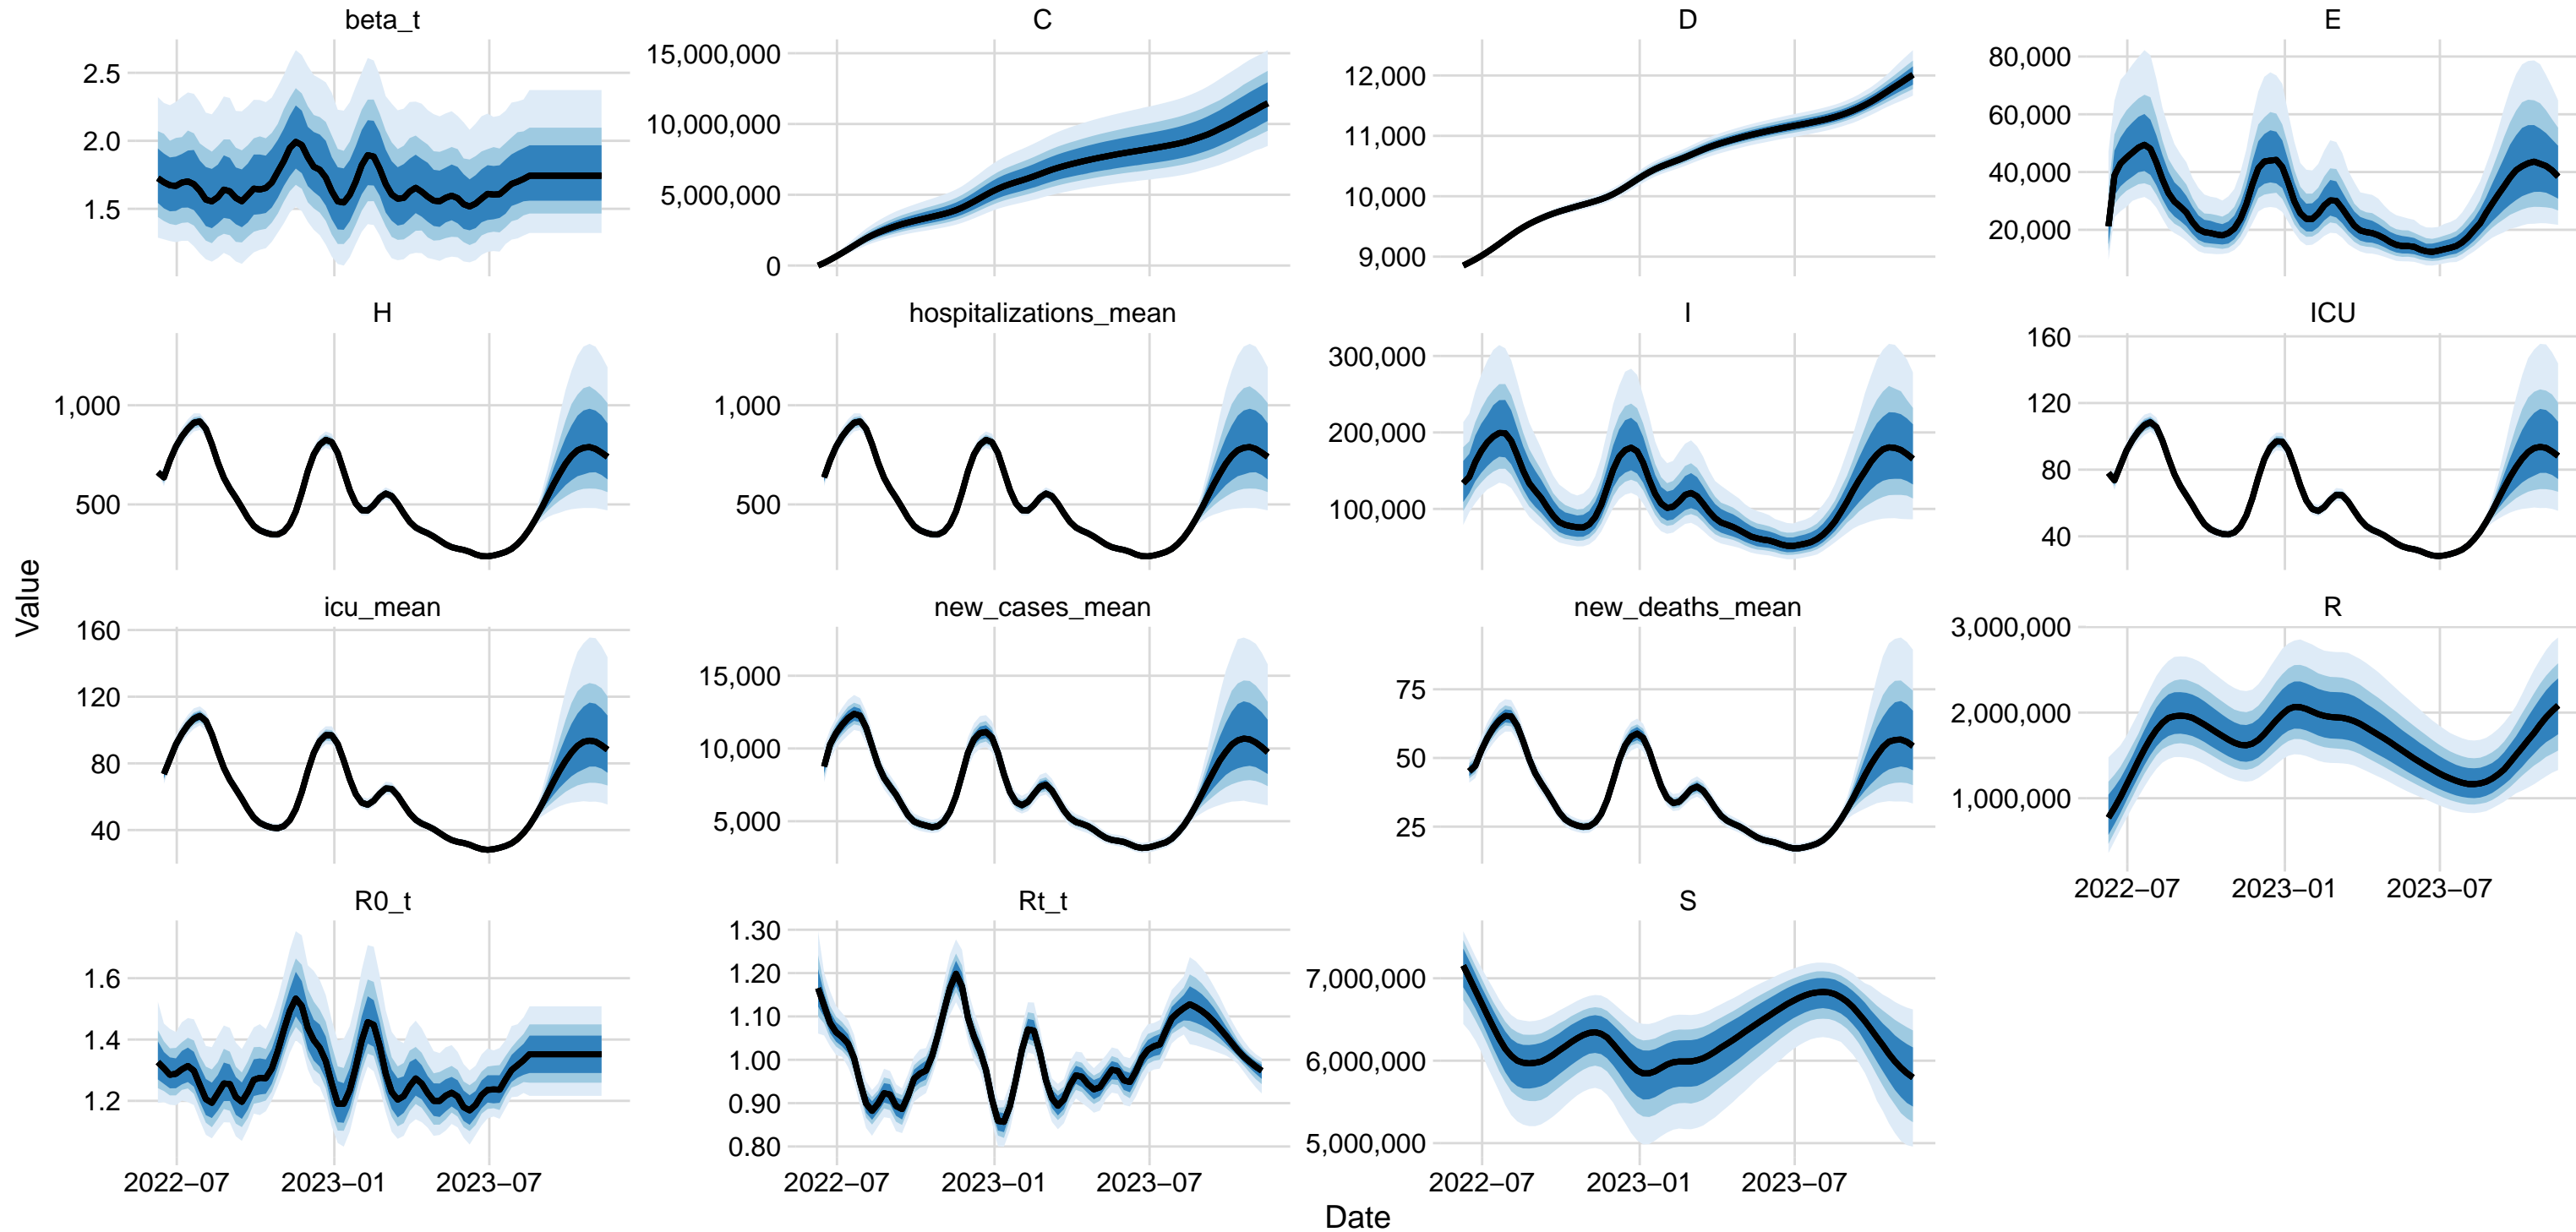 beta_t
2.5
2.0
1.5
C
15,000,000
10,000,000
5,000,000
0
D
12,000
11,000
10,000
9,000
E
80,000
60,000
40,000
20,000
H
1,000
500
hospitalizations_mean
1,000
500
I
300,000
200,000
100,000
ICU
160
120
80
40
Value
icu_mean
160
120
80
40
new_cases_mean
15,000
10,000
5,000
new_deaths_mean
75
50
25
R
3,000,000
2,000,000
1,000,000
2022−07 2023−01 2023−07
R0_t
1.6
1.4
1.2
2022−07 2023−01 2023−07
Rt_t
1.30
1.20
1.10
1.00
0.90
0.80
2022−07 2023−01 2023−07
S
7,000,000
6,000,000
5,000,000
2022−07 2023−01 2023−07
Date